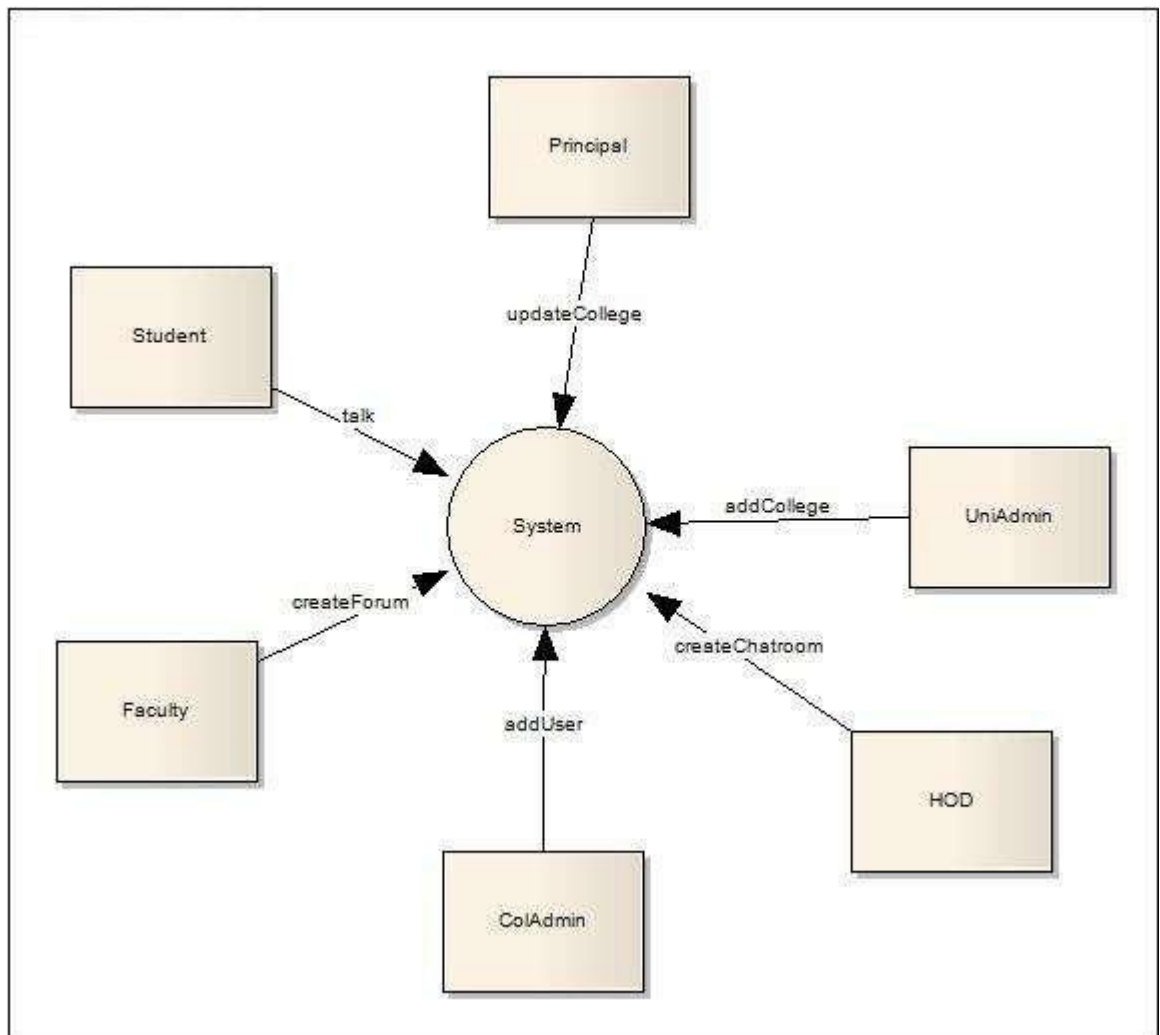 Principal
updateCollege
Student
talk
System
addCollege
UniAdmin
createForum
createChatroom
Faculty
addUser
HOD
ColAdmin